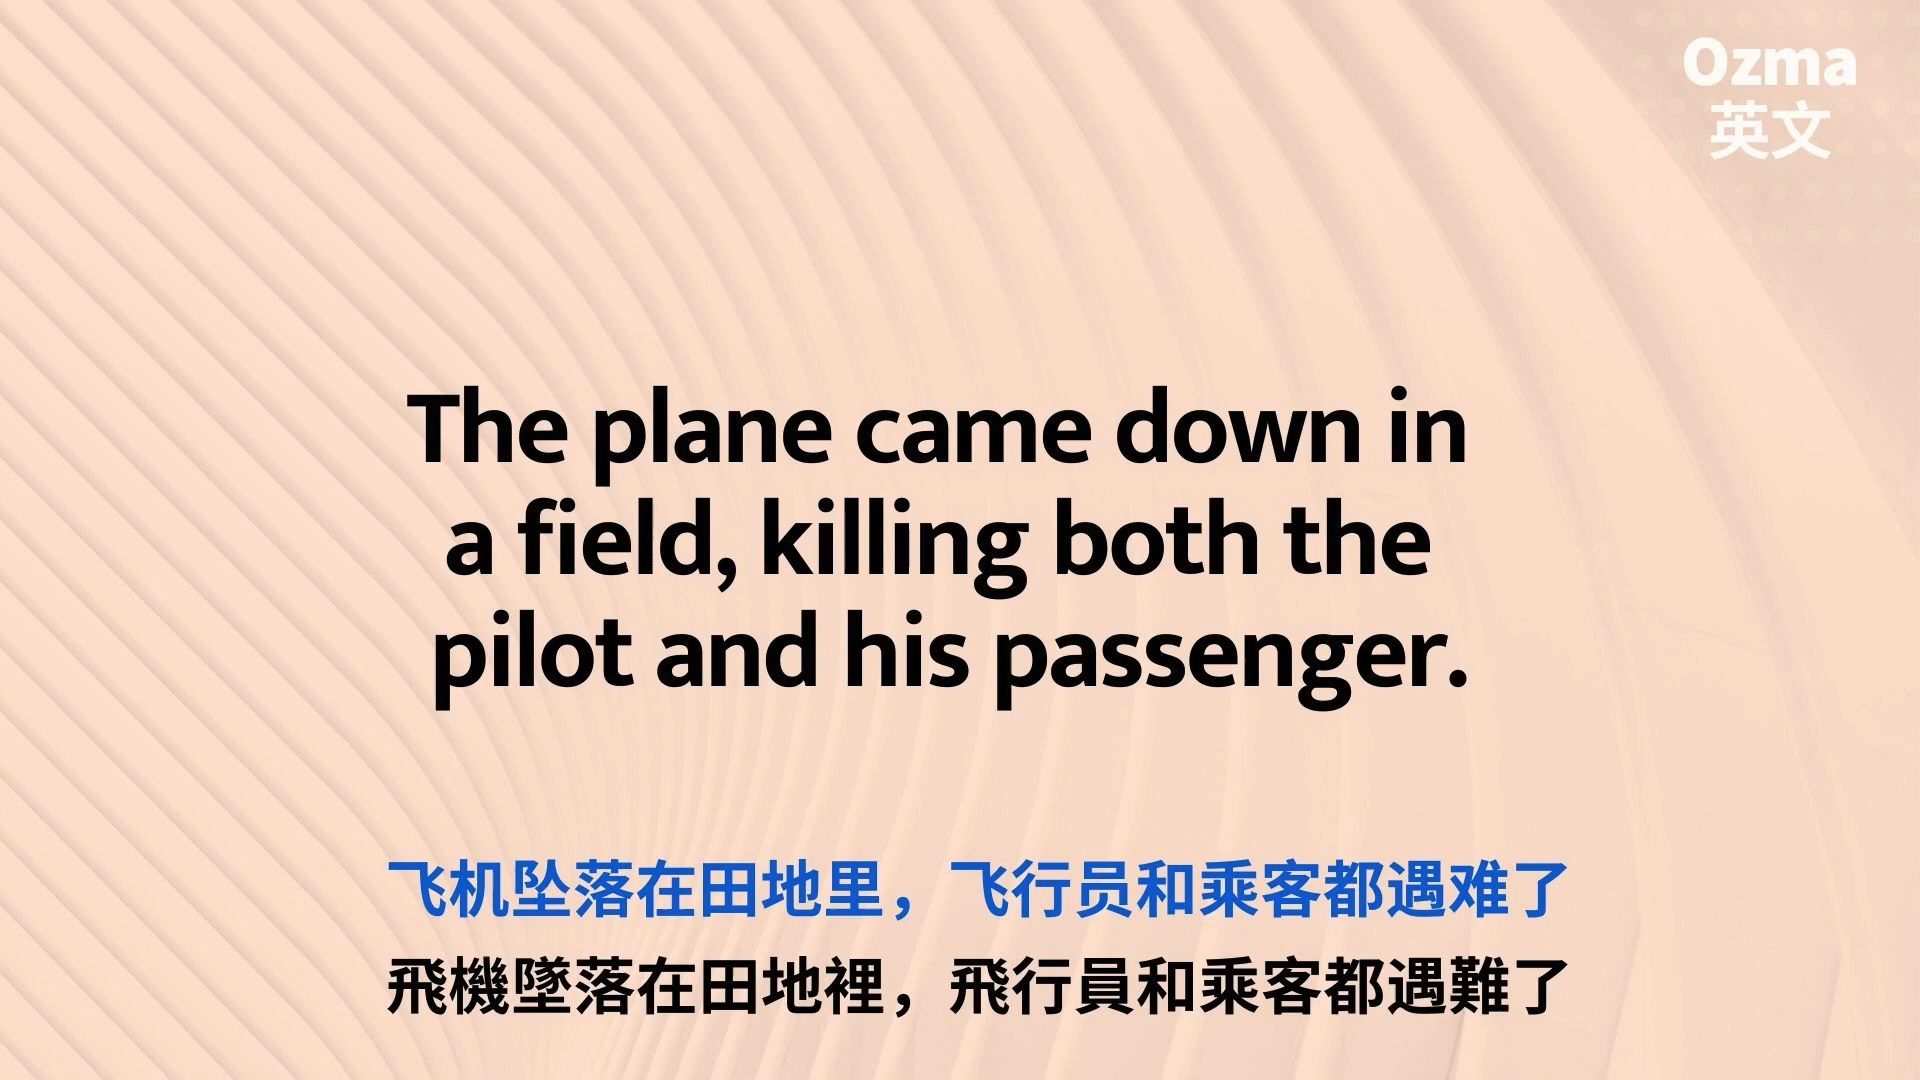 Ozma
英文
The plane came down in
a field, killing both the
pilot and his passenger.
飞机坠落在田地里，飞行员和乘客都遇难了
飛機墜落在田地裡，飛行員和乘客都遇難了